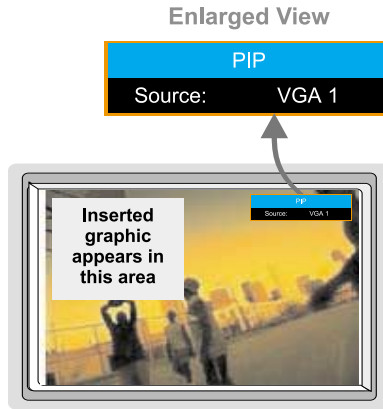 Enlarged View
PIP
Source: VGA 1
PIP
Source: VGA 1
Inserted
graphic
appears in
this area